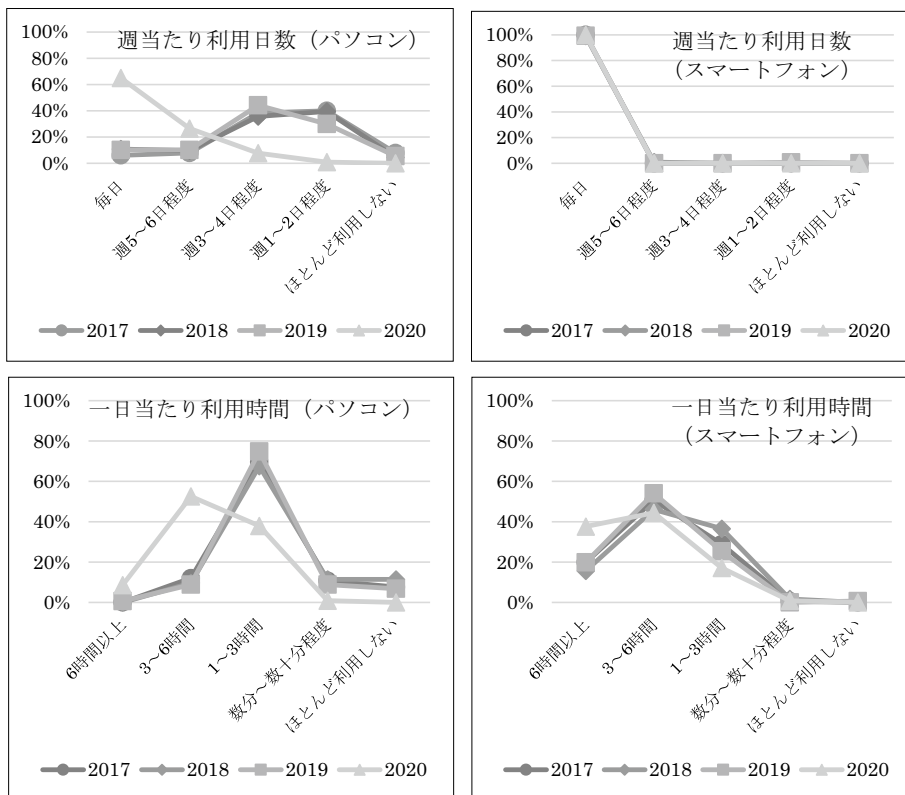 週当たり利用日数（パソコン）
100%
80%
60%
40%
20%
0%
毎日
週5～6日程度
週3～4日程度
週1～2日程度
ほとんど利用しない
2017 2018 2019 2020
週当たり利用日数
（スマートフォン）
100%
80%
60%
40%
20%
0%
毎日
週5～6日程度
週3～4日程度
週1～2日程度
ほとんど利用しない
2017 2018 2019 2020
一日当たり利用時間（パソコン）
100%
80%
60%
40%
20%
0%
6時間以上
3～6時間
1～3時間
数分～数十分程度
ほとんど利用しない
2017 2018 2019 2020
一日当たり利用時間
（スマートフォン）
100%
80%
60%
40%
20%
0%
6時間以上
3～6時間
1～3時間
数分～数十分程度
ほとんど利用しない
2017 2018 2019 2020